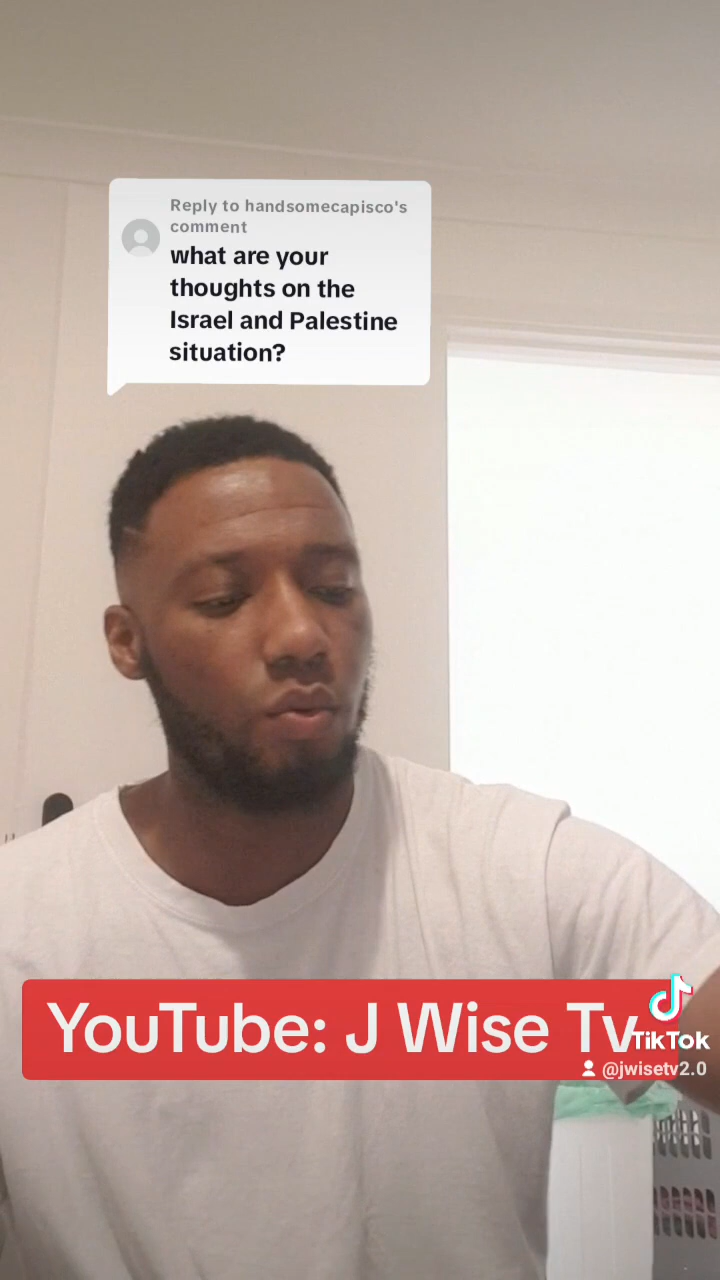 Reply to handsomecapisco's
comment
what are your
thoughts on the
Israel and Palestine
situation?
YouTube: J Wise Tv
TikTok
@jwisetv2.0